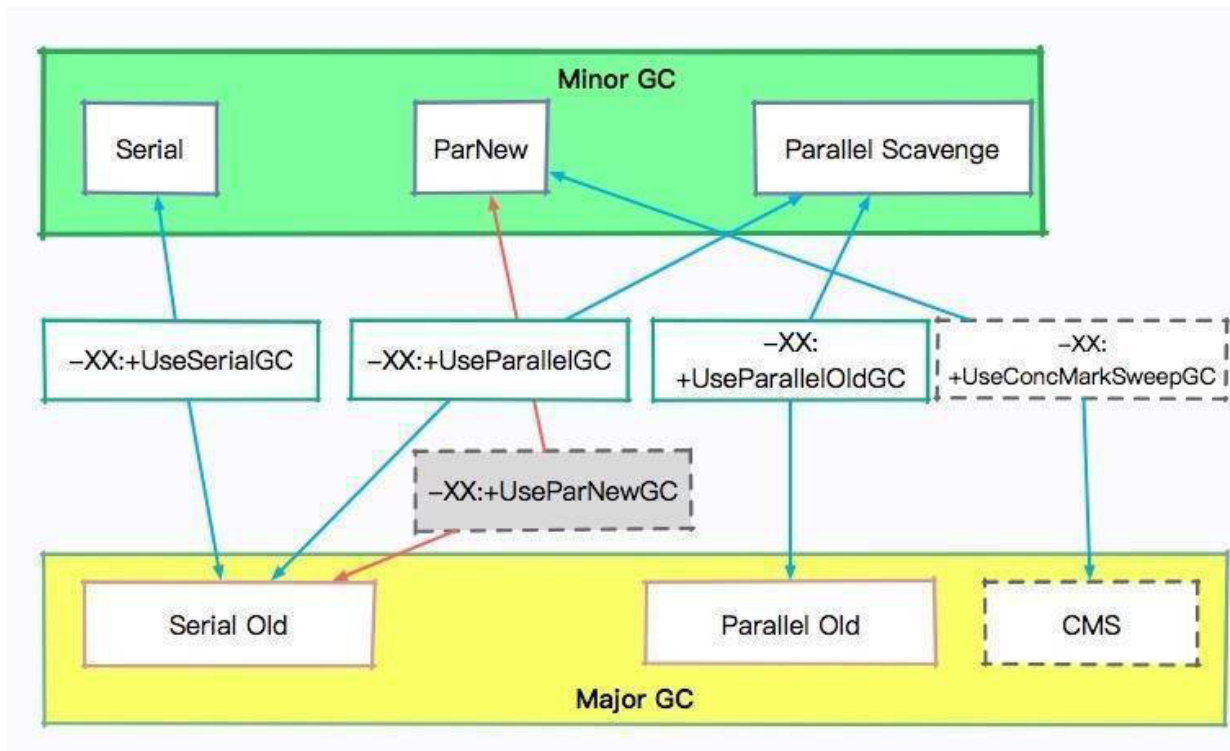 Minor GC
Serial
ParNew
Parallel Scavenge
–XX:+UseSerialGC
–XX:+UseParallelGC
–XX:
+UseParallelOldGC
–XX:
+UseConcMarkSweepGC
–XX:+UseParNewGC
Serial Old
Parallel Old
CMS
Major GC